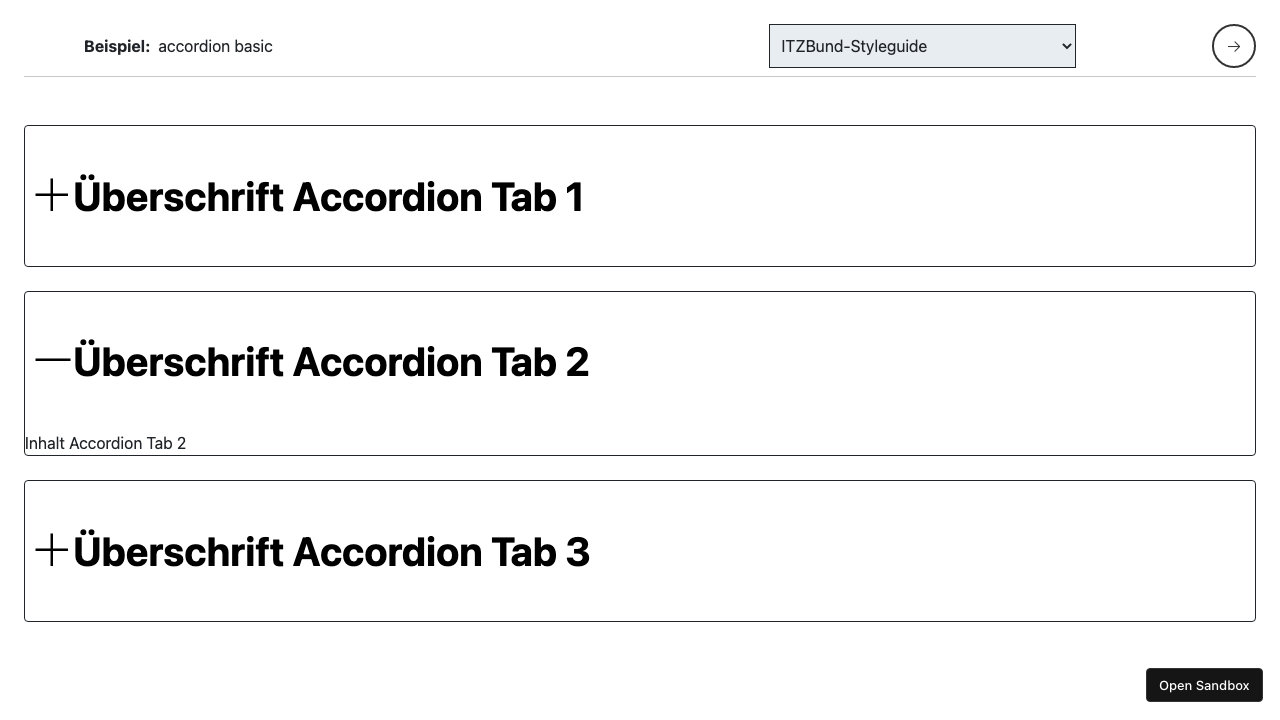 Beispiel: accordion basic
ITZBund-Styleguide
Überschrift Accordion Tab 1
Überschrift Accordion Tab 2
Inhalt Accordion Tab 2
Überschrift Accordion Tab 3
Open Sandbox